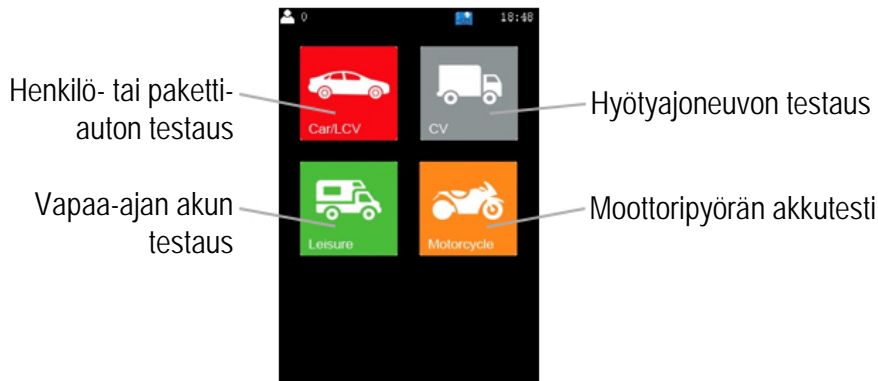 0 18:48
Henkilö- tai paketti-
auton testaus
Car/LCV
CV
Hyötyajoneuvon testaus
Vapaa-ajan akun
testaus
Leisure
Motorcycle
Moottoripyörän akkutesti